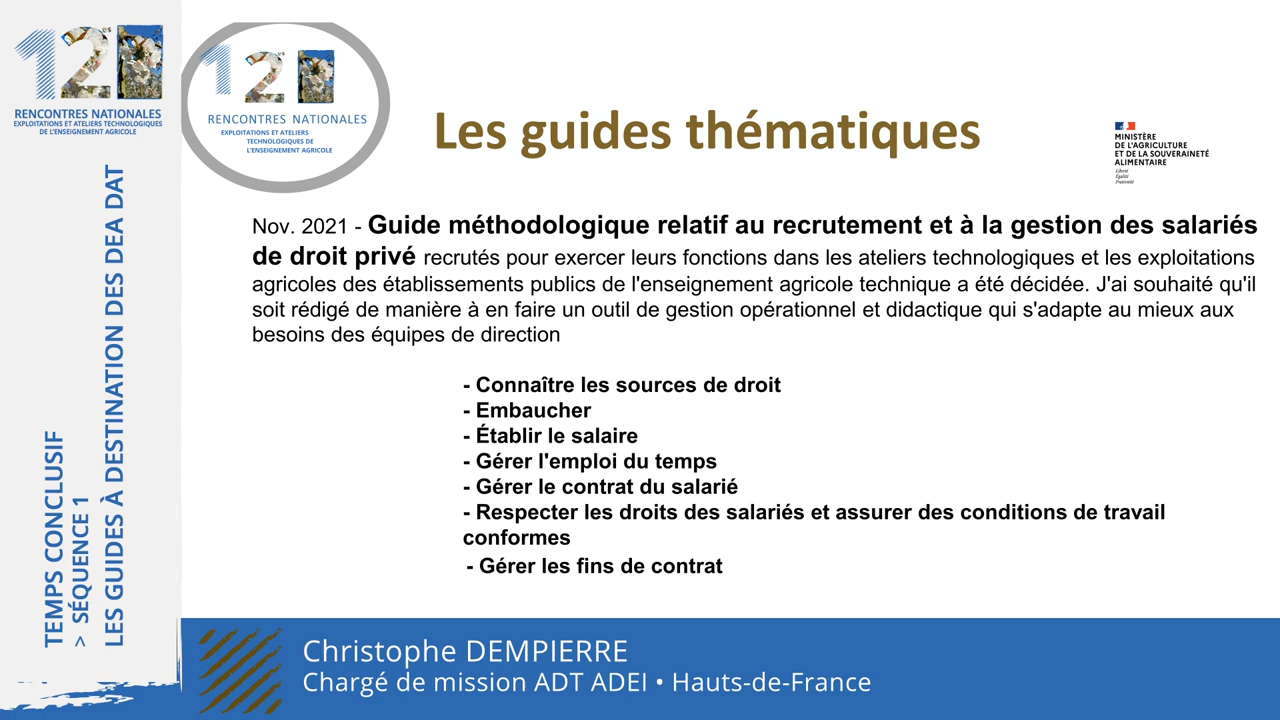 12es
RENCONTRES NATIONALES
EXPLOITATIONS ET ATELIERS TECHNOLOGIQUES
DE L'ENSEIGNEMENT AGRICOLE
TEMPS CONCLUSIF
> SÉQUENCE 1
LES GUIDES À DESTINATION DES DEA DAT
12es
RENCONTRES NATIONALES
EXPLOITATIONS ET ATELIERS
TECHNOLOGIQUES DE
L'ENSEIGNEMENT AGRICOLE
Les guides thématiques
MINISTÈRE
DE L'AGRICULTURE
ET DE LA SOUVERAINETÉ
ALIMENTAIRE
Liberté
Égalité
Fraternité
Nov. 2021 - Guide méthodologique relatif au recrutement et à la gestion des salariés
de droit privé recrutés pour exercer leurs fonctions dans les ateliers technologiques et les exploitations
agricoles des établissements publics de l'enseignement agricole technique a été décidée. J'ai souhaité qu'il
soit rédigé de manière à en faire un outil de gestion opérationnel et didactique qui s'adapte au mieux aux
besoins des équipes de direction
- Connaître les sources de droit
- Embaucher
- Établir le salaire
- Gérer l'emploi du temps
- Gérer le contrat du salarié
- Respecter les droits des salariés et assurer des conditions de travail
conformes
- Gérer les fins de contrat
Christophe DEMPIERRE
Chargé de mission ADT ADEI • Hauts-de-France